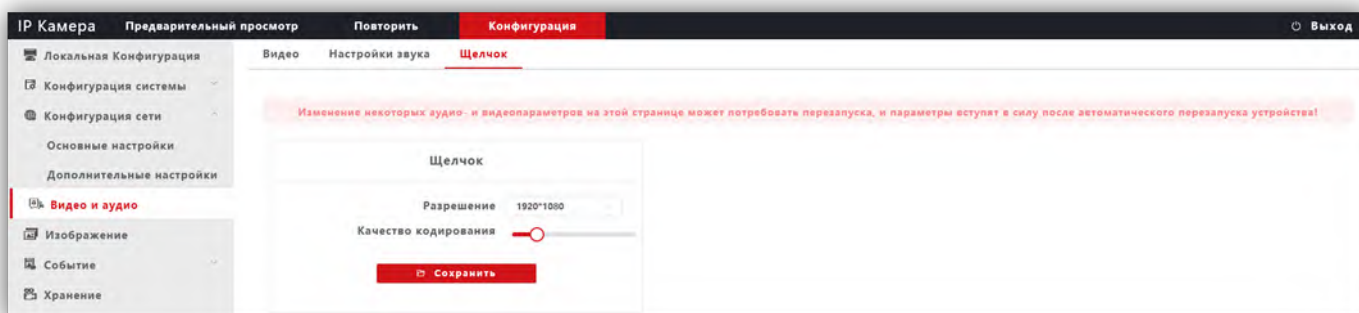 IP Камера Предварительный просмотр Повторить Конфигурация Выход
Локальная Конфигурация
Конфигурация системы
Конфигурация сети
Основные настройки
Дополнительные настройки
Видео и аудио
Изображение
Событие
Хранение
Видео Настройки звука Щелчок
Изменение некоторых аудио- и видеопараметров на этой странице может потребовать перезапуска, и параметры вступят в силу после автоматического перезапуска устройства!
Щелчок
Разрешение 1920*1080
Качество кодирования
Сохранить